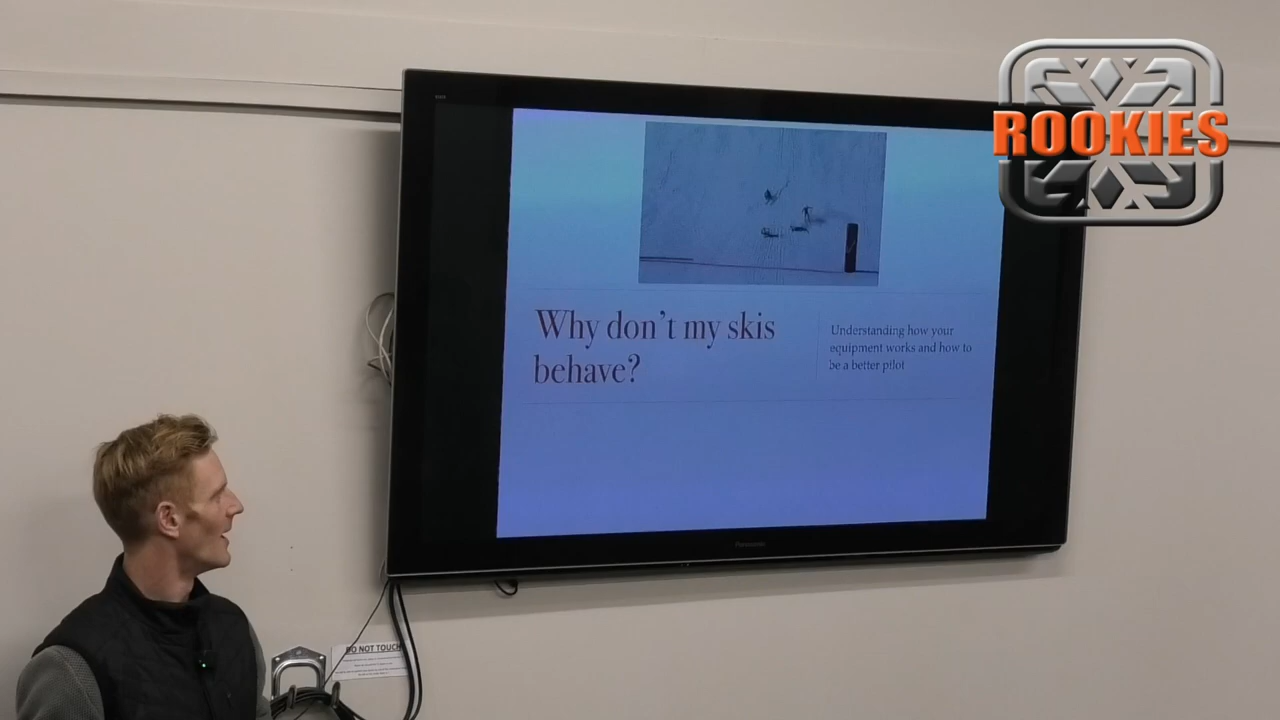 ROOKIES
Why don't my skis
behave?
Understanding how your
equipment works and how to
be a better pilot
Panasonic
DO NOT TOUCH